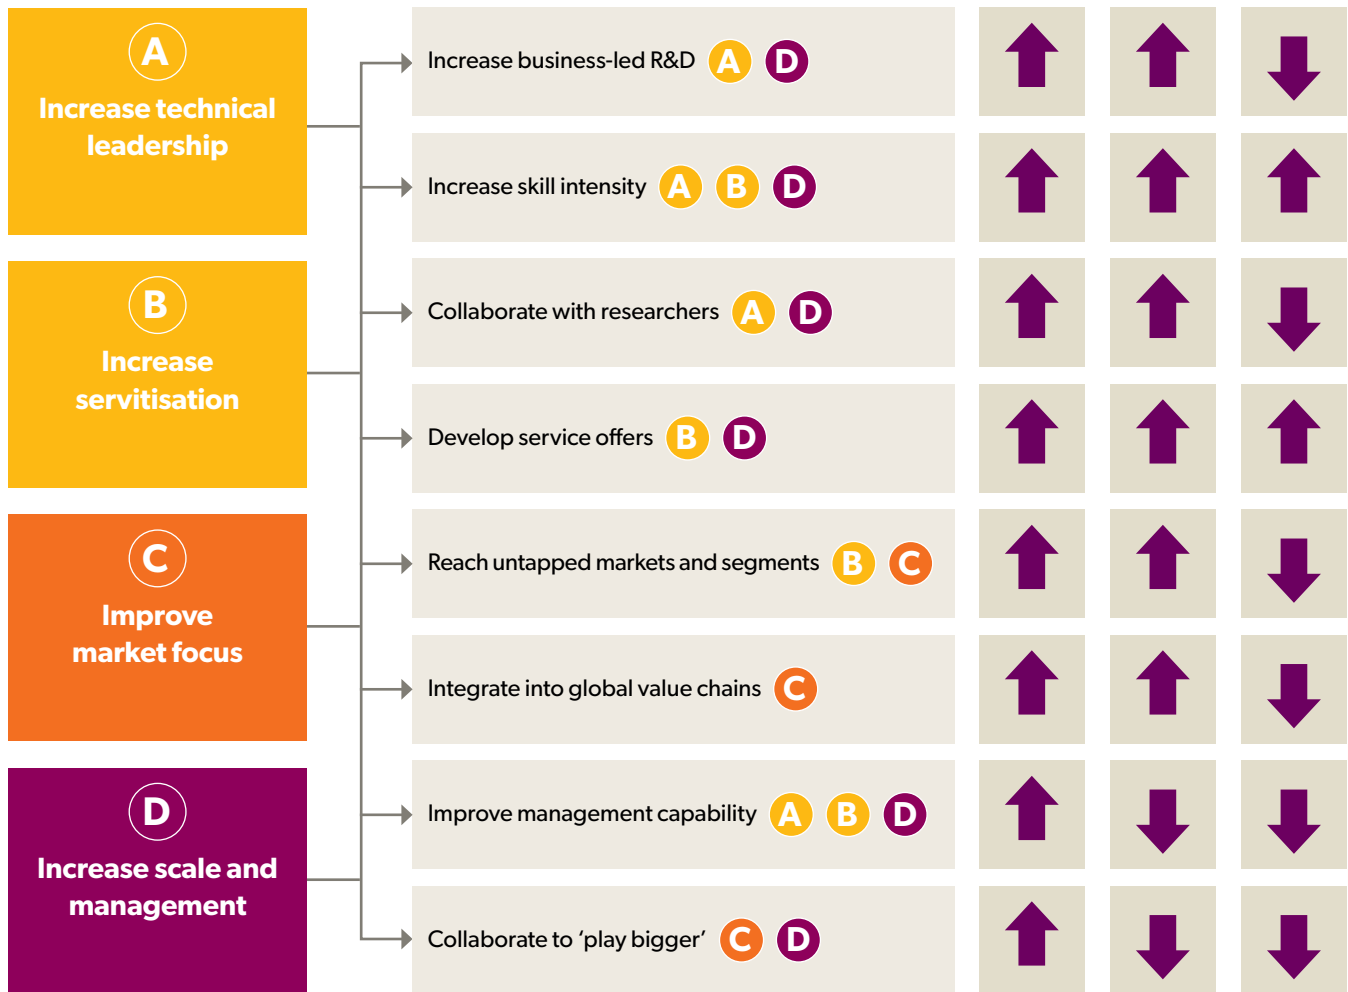 A
Increase technical
leadership
B
Increase
servitisation
C
Improve
market focus
D
Increase scale and
management
Increase business-led R&D A D
Increase skill intensity A B D
Collaborate with researchers A D
Develop service offers B D
Reach untapped markets and segments B C
Integrate into global value chains C
Improve management capability A B D
Collaborate to ‘play bigger’ C D